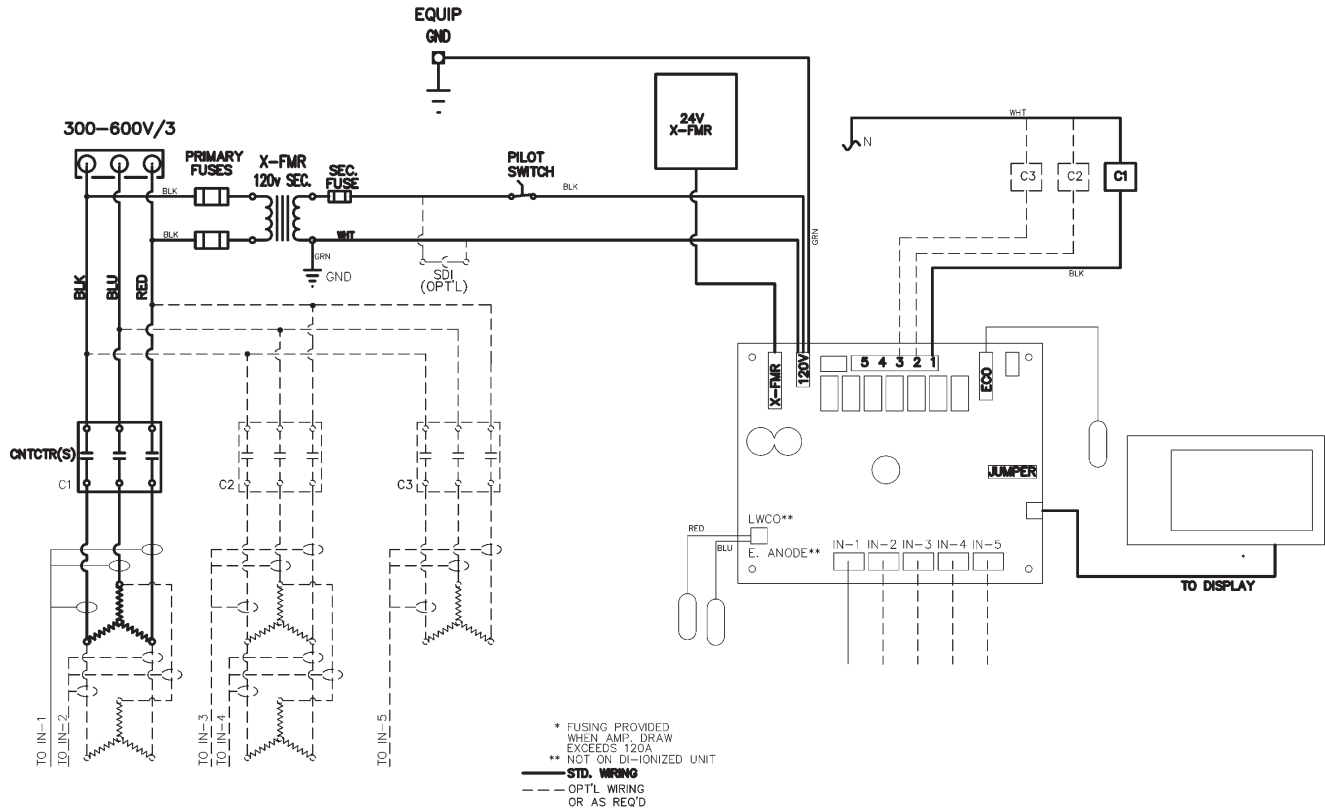 EQUIP
GND
300-600V/3
PRIMARY
FUSES
X-FMR
120v SEC.
SEC.
FUSE
PILOT
SWITCH
24V
X-FMR
WHT
N
C3
C2
C1
BLK
BLK
BLK
WHT
GRN
GND
SDI
(OPT'L)
GRN
BLK
BLK
BLU
RED
X-FMR
120V
5 4 3 2 1
ECO
JUMPER
CNTCTR(S)
C1
C2
C3
LWCO**
E. ANODE**
RED
BLU
IN-1 IN-2 IN-3 IN-4 IN-5
*
TO DISPLAY
TO IN-1
TO IN-2
TO IN-3
TO IN-4
TO IN-5
* FUSING PROVIDED
WHEN AMP. DRAW
EXCEEDS 120A
** NOT ON DI-IONIZED UNIT
STD. WIRING
OPT'L WIRING
OR AS REQ'D